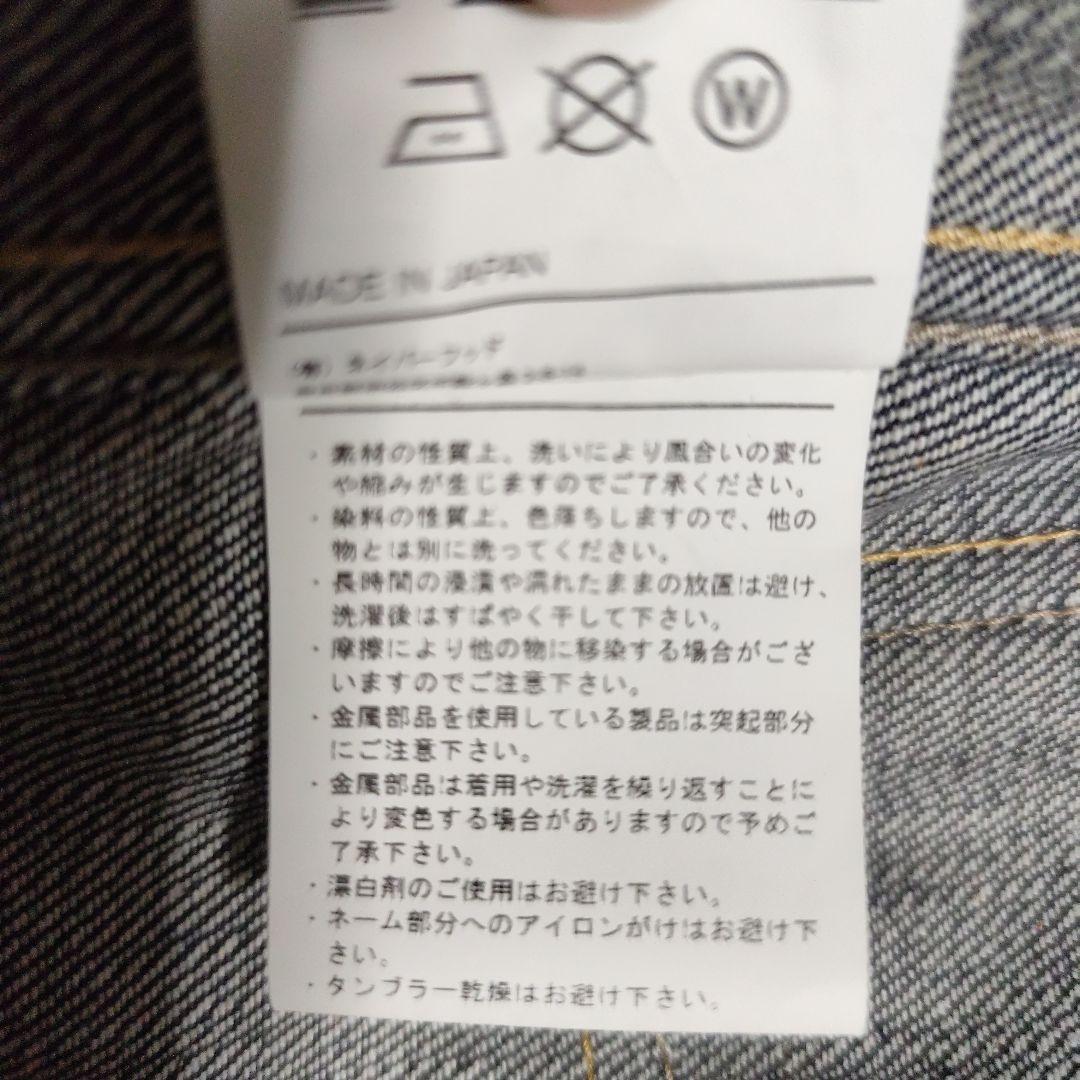 W
MADE IN JAPAN
・素材の性質上、洗いにより風合いの変化
や縮みが生じますのでご了承ください。
・染料の性質上、色落ちしますので、他の
物とは別に洗ってください。
・長時間の浸漬や濡れたままの放置は避け、
洗濯後はすばやく干して下さい。
・摩擦により他の物に移染する場合がござ
いますのでご注意下さい。
・金属部品を使用している製品は突起部分
にご注意下さい。
・金属部品は着用や洗濯を繰り返すことに
より変色する場合がありますので予めご
了承下さい。
・漂白剤のご使用はお避け下さい。
・ネーム部分へのアイロンがけはお避け下
さい。
・タンブラー乾燥はお避け下さい。